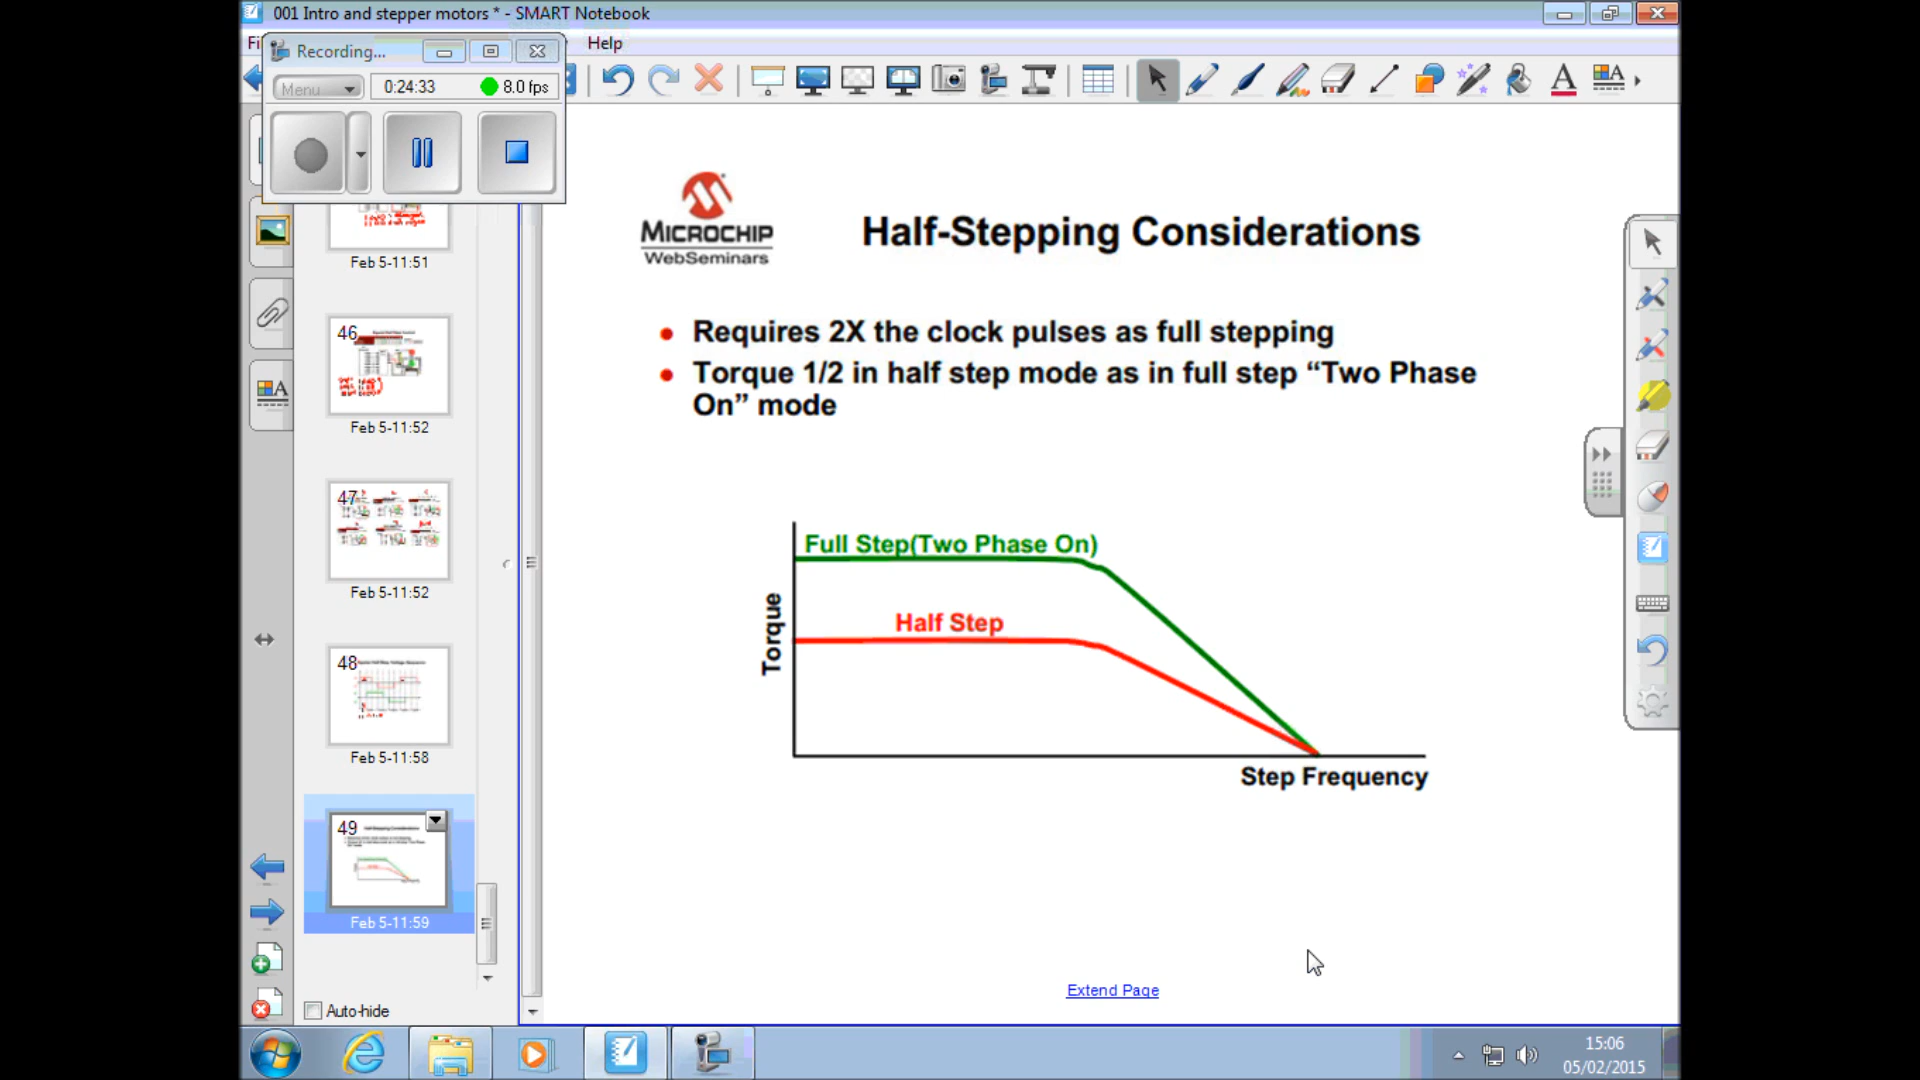 001 Intro and stepper motors * - SMART Notebook
Recording...
Help
Menu
0:24:33
8.0 fps
Feb 5-11:51
46
Feb 5-11:52
47
Feb 5-11:52
48
Feb 5-11:58
49
Feb 5-11:59
Auto-hide
MICROCHIP
WebSeminars
Half-Stepping Considerations
Requires 2X the clock pulses as full stepping
Torque 1/2 in half step mode as in full step “Two Phase
On” mode
Full Step(Two Phase On)
Half Step
Torque
Step Frequency
Extend Page
15:06
05/02/2015